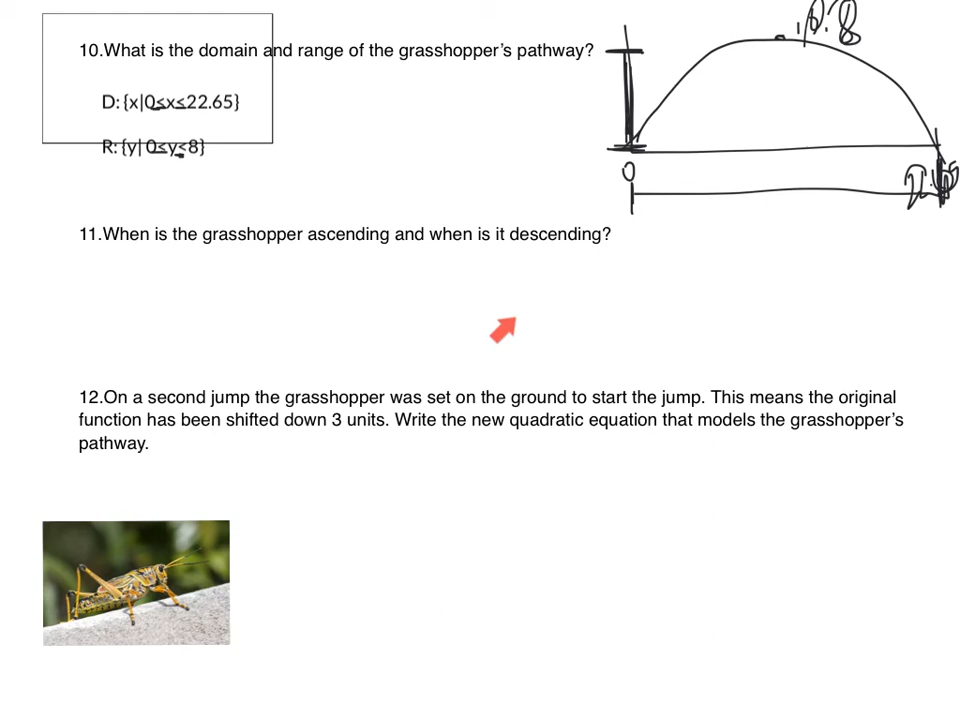 10.What is the domain and range of the grasshopper's pathway?
D: {x|0≤x≤22.65}
R: {y| 0≤y≤8}
0
11.When is the grasshopper ascending and when is it descending?
12.On a second jump the grasshopper was set on the ground to start the jump. This means the original
function has been shifted down 3 units. Write the new quadratic equation that models the grasshopper's
pathway.